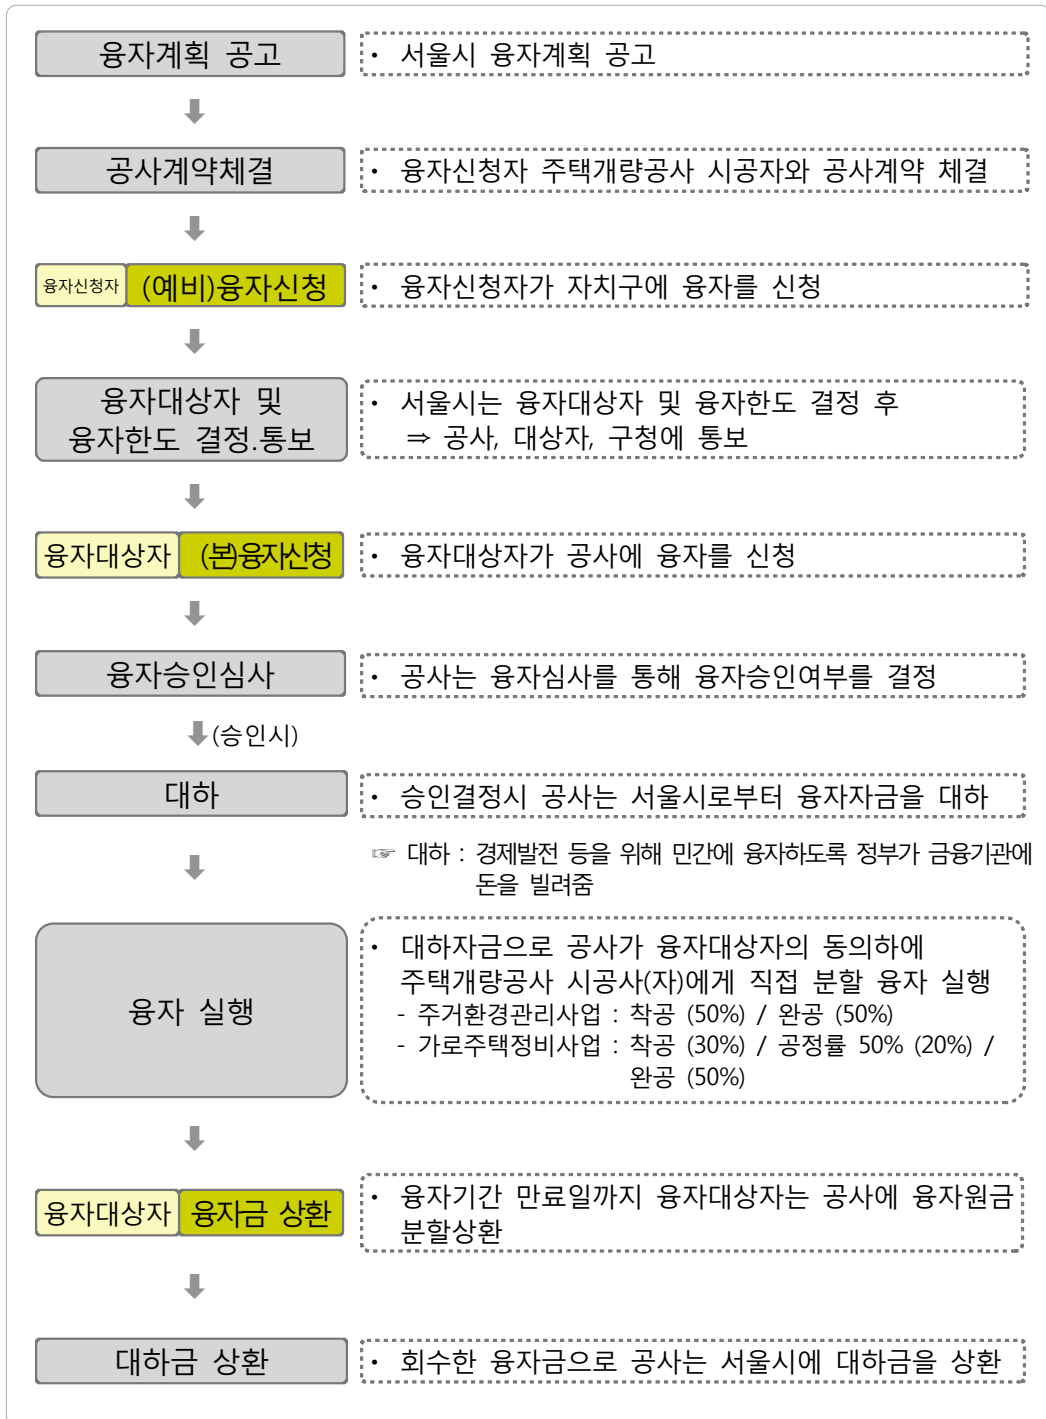 융자계획 공고
· 서울시 융자계획 공고
공사계약체결
· 융자신청자 주택개량공사 시공자와 공사계약 체결
융자신청자
(예비)융자신청
· 융자신청자가 자치구에 융자를 신청
융자대상자 및
융자한도 결정.통보
· 서울시는 융자대상자 및 융자한도 결정 후
⇒ 공사, 대상자, 구청에 통보
융자대상자
(본)융자신청
· 융자대상자가 공사에 융자를 신청
융자승인심사
· 공사는 융자심사를 통해 융자승인여부를 결정
(승인시)
대하
· 승인결정시 공사는 서울시로부터 융자자금을 대하
☞ 대하 : 경제발전 등을 위해 민간에 융자하도록 정부가 금융기관에
돈을 빌려줌
융자 실행
· 대하자금으로 공사가 융자대상자의 동의하에
주택개량공사 시공사(자)에게 직접 분할 융자 실행
- 주거환경관리사업 : 착공 (50%) / 완공 (50%)
- 가로주택정비사업 : 착공 (30%) / 공정률 50% (20%) /
완공 (50%)
융자대상자
융자금 상환
· 융자기간 만료일까지 융자대상자는 공사에 융자원금
분할상환
대하금 상환
· 회수한 융자금으로 공사는 서울시에 대하금을 상환